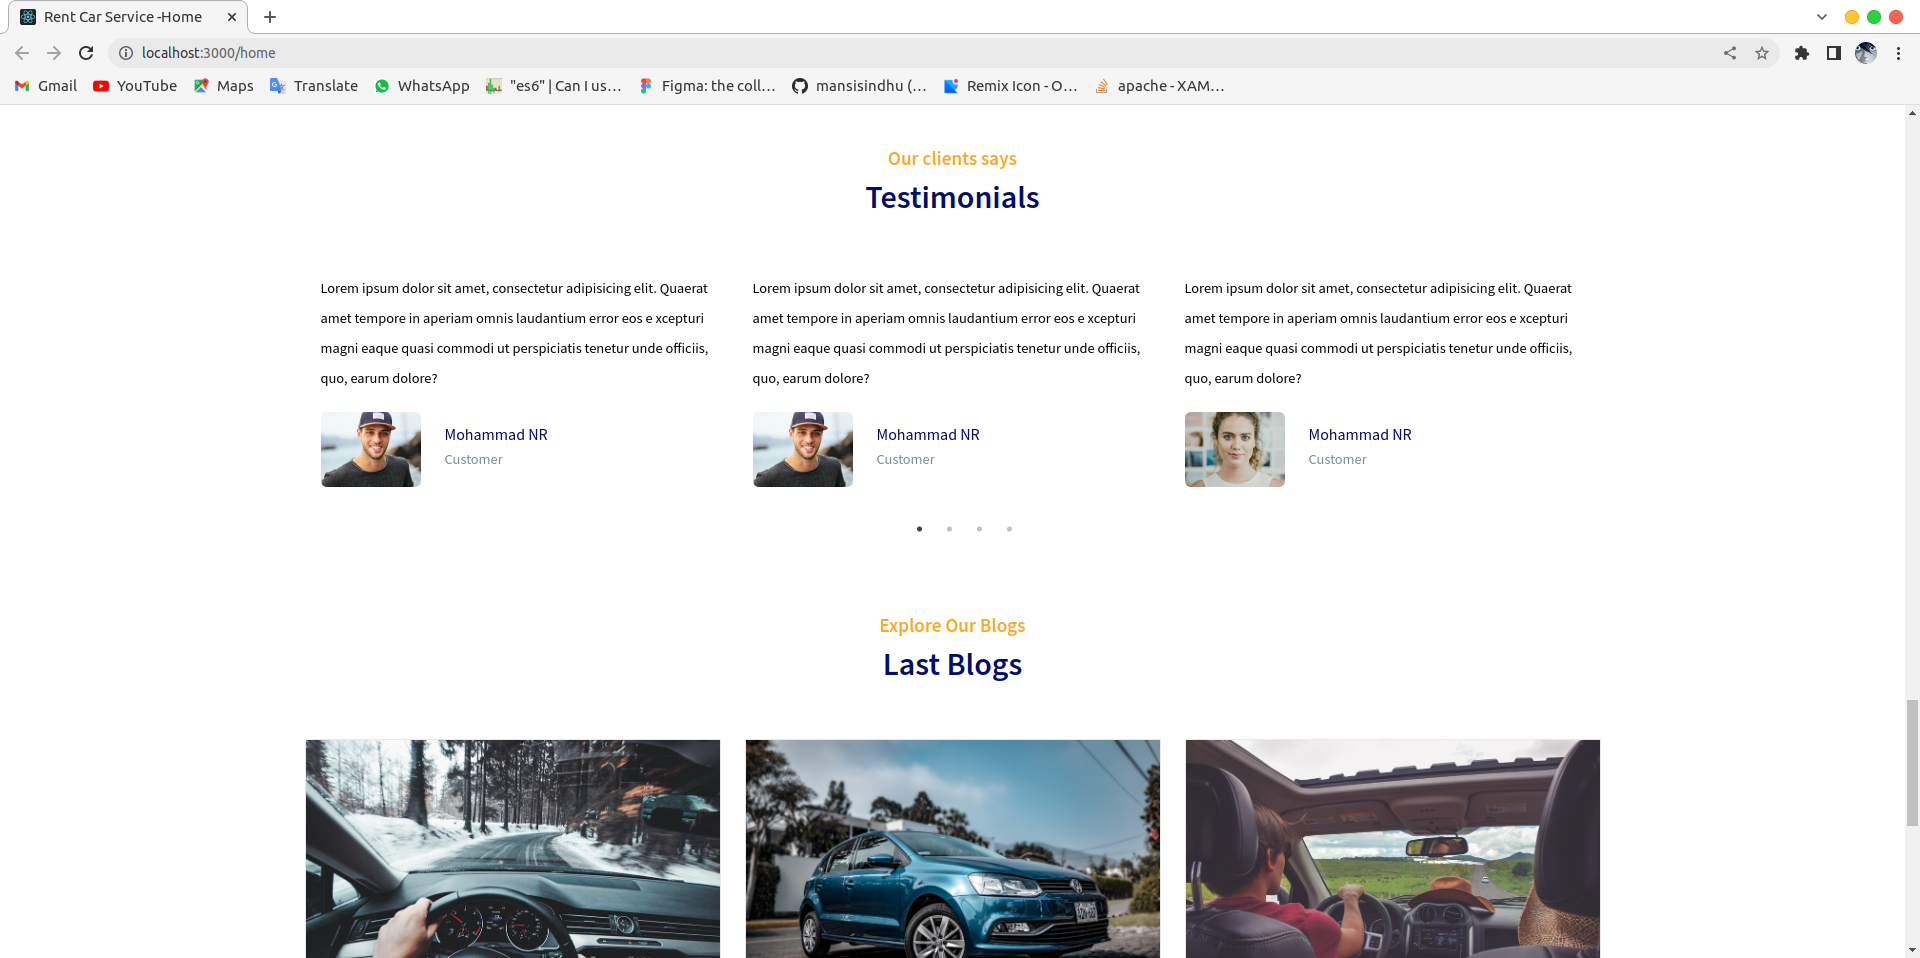 Rent Car Service -Home
localhost:3000/home
Gmail
YouTube
Maps
Translate
WhatsApp
"es6" | Can I us...
Figma: the coll...
mansisindhu (...
Remix Icon - O...
apache - XAM...
Our clients says
Testimonials
Lorem ipsum dolor sit amet, consectetur adipisicing elit. Quaerat
amet tempore in aperiam omnis laudantium error eos e xcepturi
magni eaque quasi commodi ut perspiciatis tenetur unde officiis,
quo, earum dolore?
Mohammad NR
Customer
Lorem ipsum dolor sit amet, consectetur adipisicing elit. Quaerat
amet tempore in aperiam omnis laudantium error eos e xcepturi
magni eaque quasi commodi ut perspiciatis tenetur unde officiis,
quo, earum dolore?
Mohammad NR
Customer
Lorem ipsum dolor sit amet, consectetur adipisicing elit. Quaerat
amet tempore in aperiam omnis laudantium error eos e xcepturi
magni eaque quasi commodi ut perspiciatis tenetur unde officiis,
quo, earum dolore?
Mohammad NR
Customer
Explore Our Blogs
Last Blogs